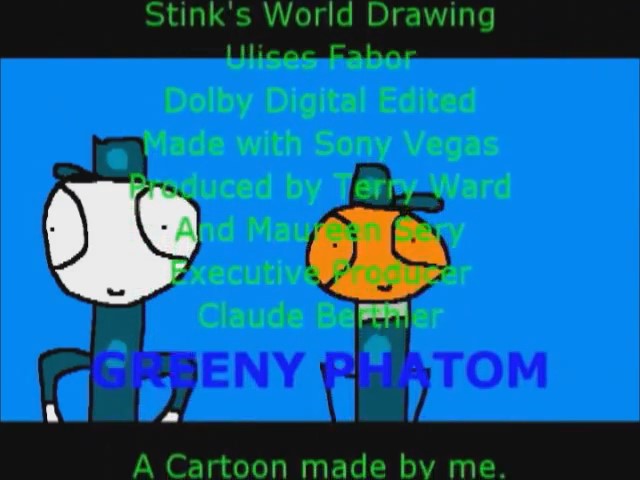 Stink's World Drawing
Ulises Fabor
Dolby Digital Edited
Made with Sony Vegas
Produced by Terry Ward
And Maureen Sery
Executive Producer
Claude Berthier
GREENY PHATOM
A Cartoon made by me.